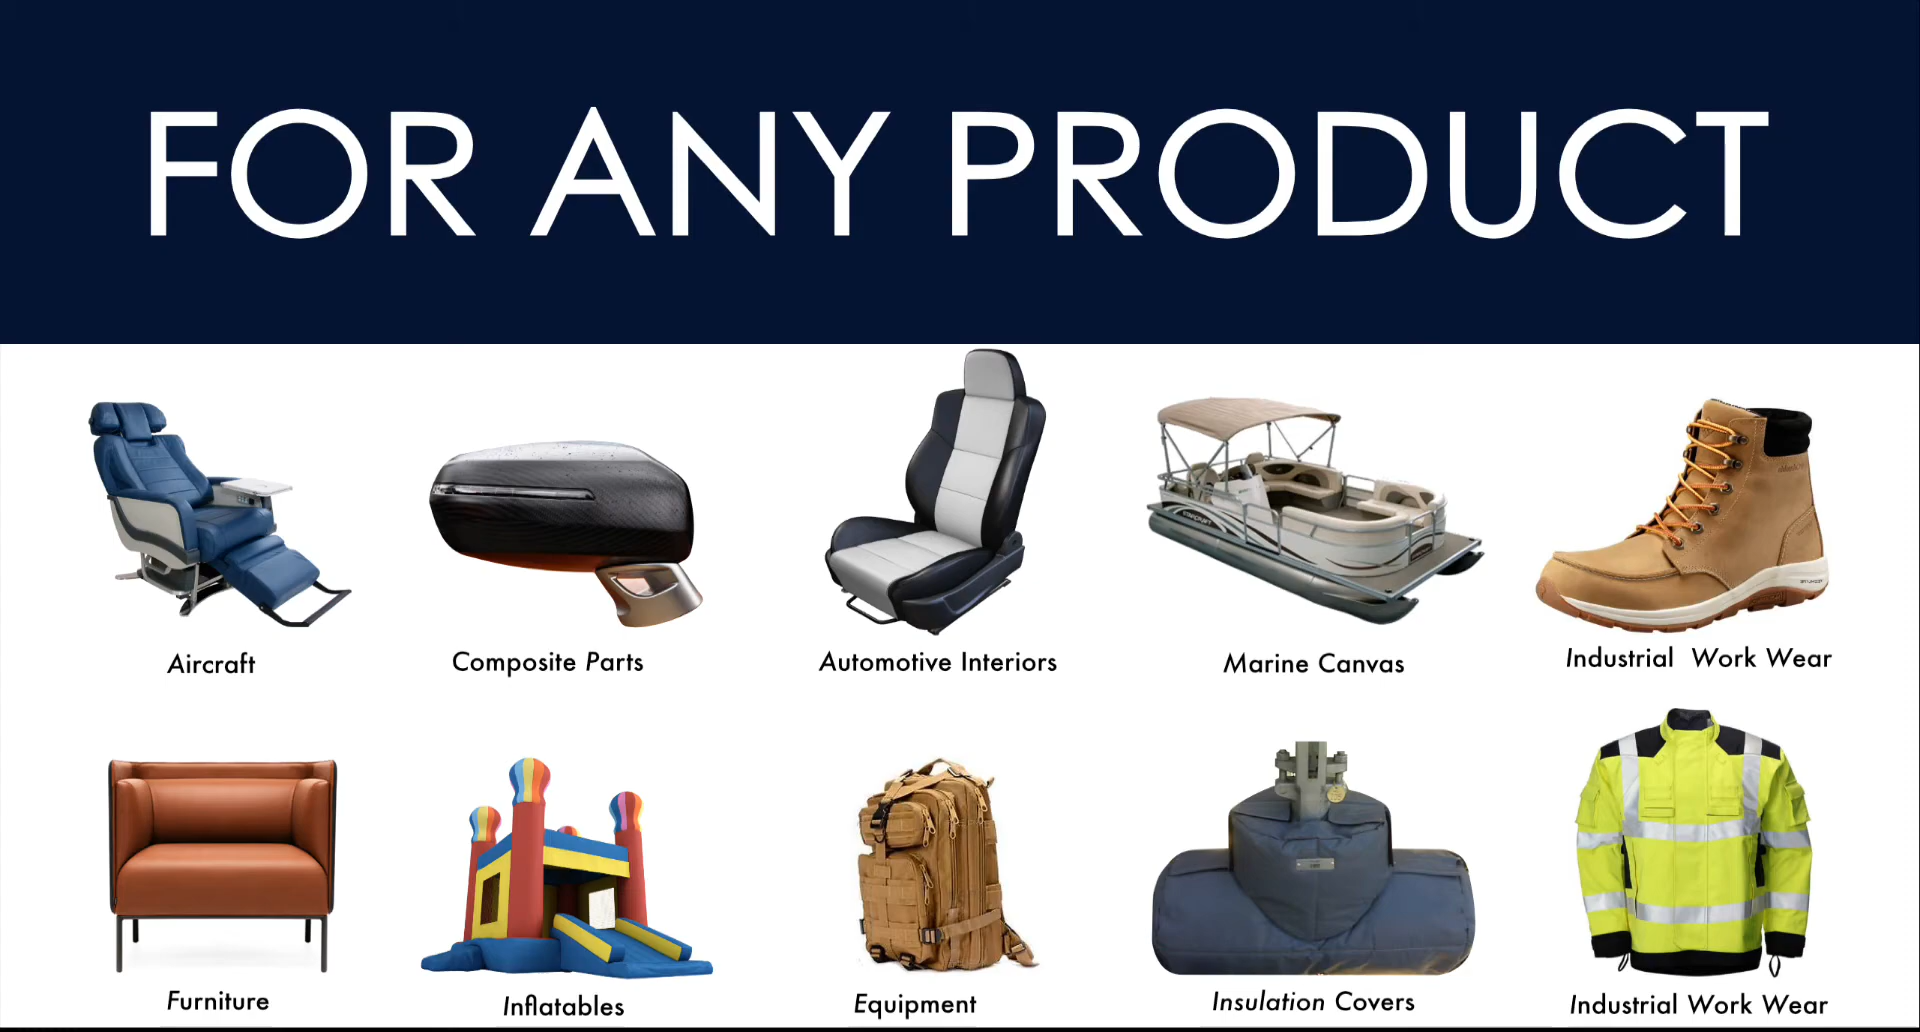 FOR ANY PRODUCT
Aircraft
Composite Parts
Automotive Interiors
Marine Canvas
Industrial Work Wear
Furniture
Inflatables
Equipment
Insulation Covers
Industrial Work Wear